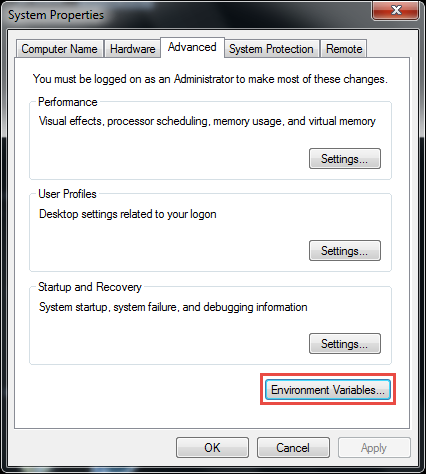 System Properties
Computer Name Hardware Advanced System Protection Remote
You must be logged on as an Administrator to make most of these changes.
Performance
Visual effects, processor scheduling, memory usage, and virtual memory
Settings...
User Profiles
Desktop settings related to your logon
Settings...
Startup and Recovery
System startup, system failure, and debugging information
Settings...
Environment Variables...
OK Cancel Apply